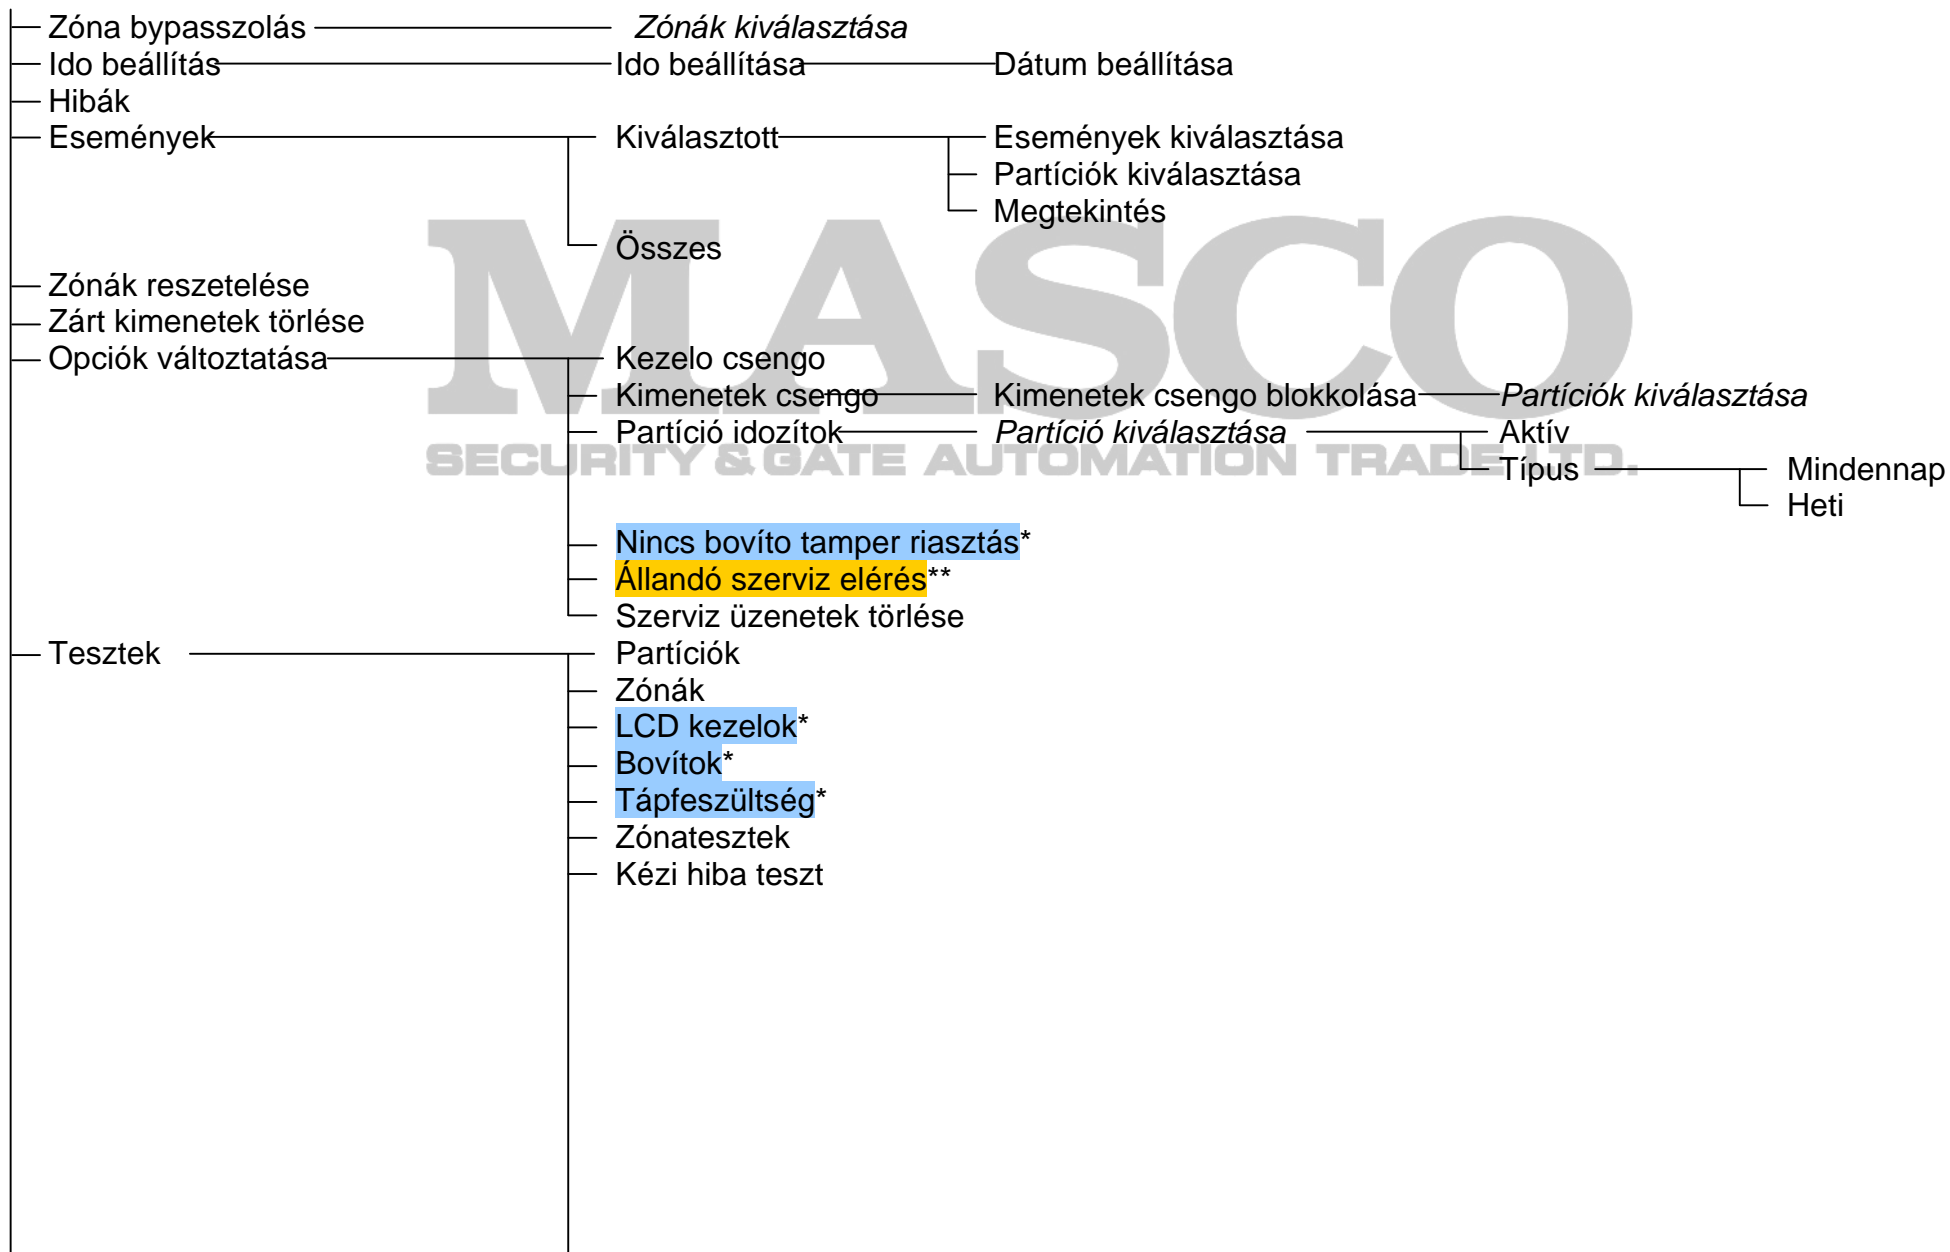 Zóna bypasszolás Zónák kiválasztása
Ido beállítás Ido beállítása Dátum beállítása
Hibák
Események Kiválasztott Események kiválasztása
Partíciók kiválasztása
Megtekintés
MASCO
Összes
Zónák reszetelése
Zárt kimenetek törlése
Opciók változtatása Kezelo csengo
Kimenetek csengo Kimenetek csengo blokkolása Partíciók kiválasztása
Partíció idozítok Partíció kiválasztása Aktív
SECURITY & GATE AUTOMATION TRADE LTD.
Típus Mindennap
Heti
Nincs bovíto tamper riasztás*
Állandó szerviz elérés**
Szerviz üzenetek törlése
Tesztek Partíciók
Zónák
LCD kezelok*
Bovítok*
Tápfeszültség*
Zónatesztek
Kézi hiba teszt